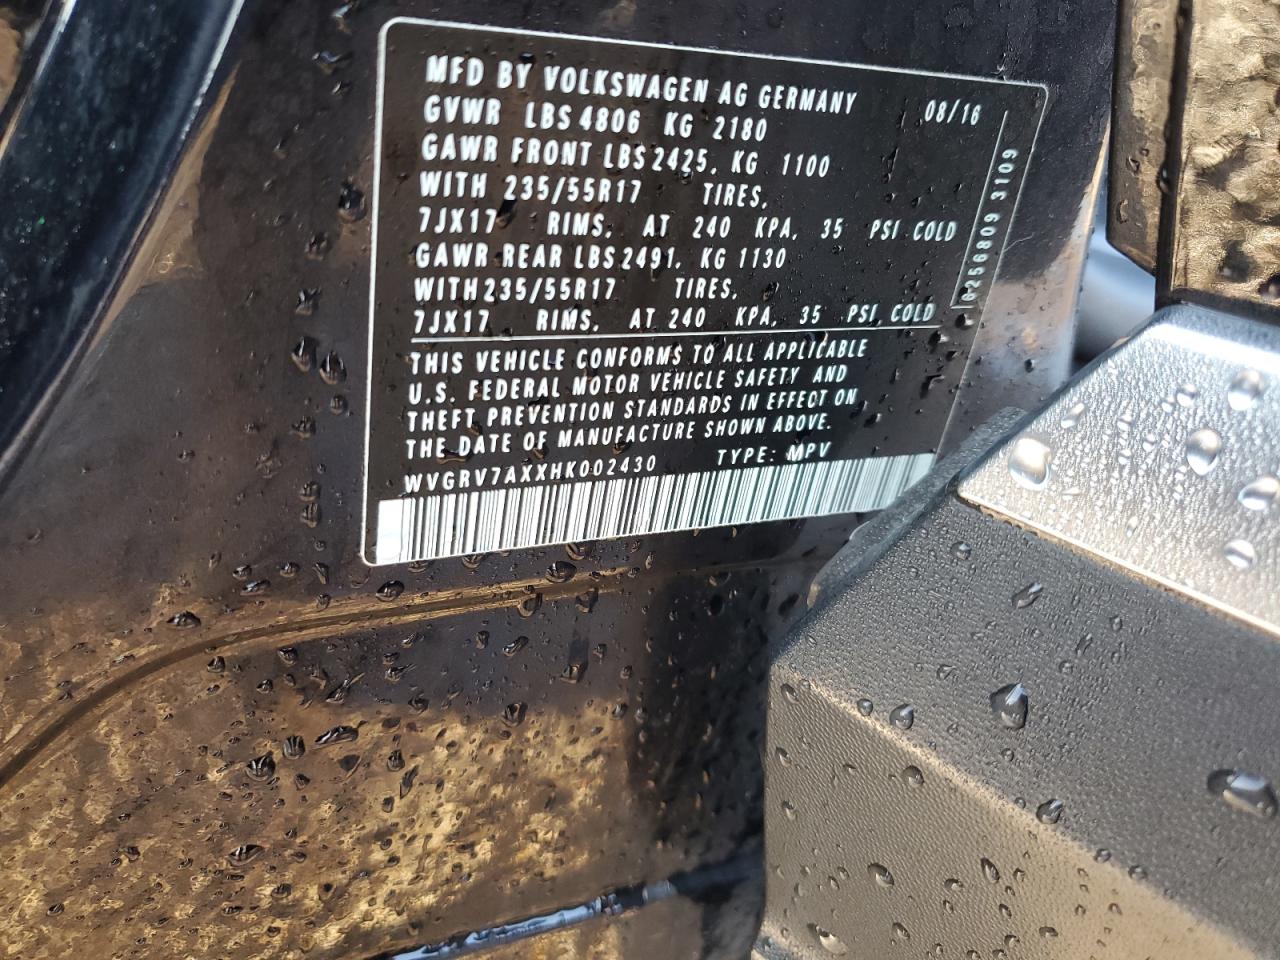 MFD BY VOLKSWAGEN AG GERMANY 08/16
GVWR LBS 4806 KG 2180
GAWR FRONT LBS 2425, KG 1100
WITH 235/55R17 TIRES,
7JX17 RIMS, AT 240 KPA, 35 PSI COLD
GAWR REAR LBS 2491, KG 1130
WITH 235/55R17 TIRES,
7JX17 RIMS, AT 240 KPA, 35 PSI COLD
THIS VEHICLE CONFORMS TO ALL APPLICABLE
U.S. FEDERAL MOTOR VEHICLE SAFETY AND
THEFT PREVENTION STANDARDS IN EFFECT ON
THE DATE OF MANUFACTURE SHOWN ABOVE.
WVGRV7AXXHK002430 TYPE: MPV
0256809 3109